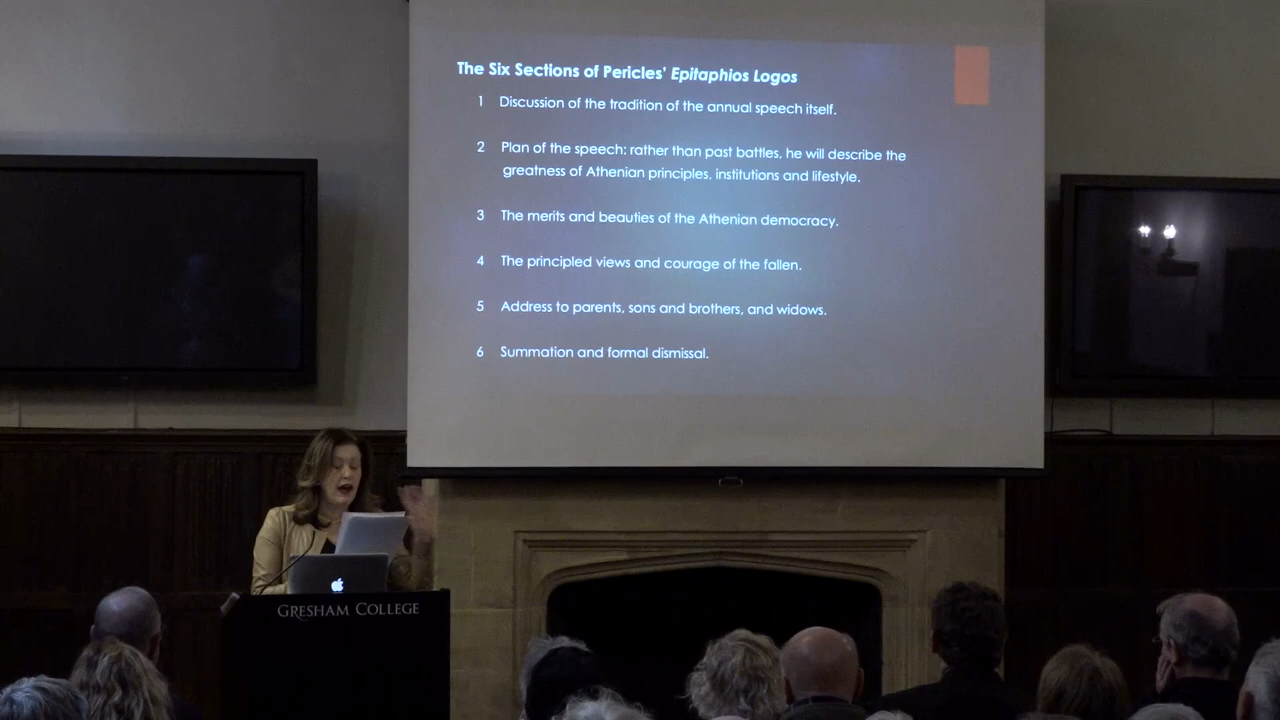 The Six Sections of Pericles' Epitaphios Logos
1 Discussion of the tradition of the annual speech itself.
2 Plan of the speech: rather than past battles, he will describe the
greatness of Athenian principles, institutions and lifestyle.
3 The merits and beauties of the Athenian democracy.
4 The principled views and courage of the fallen.
5 Address to parents, sons and brothers, and widows.
6 Summation and formal dismissal.
GRESHAM COLLEGE